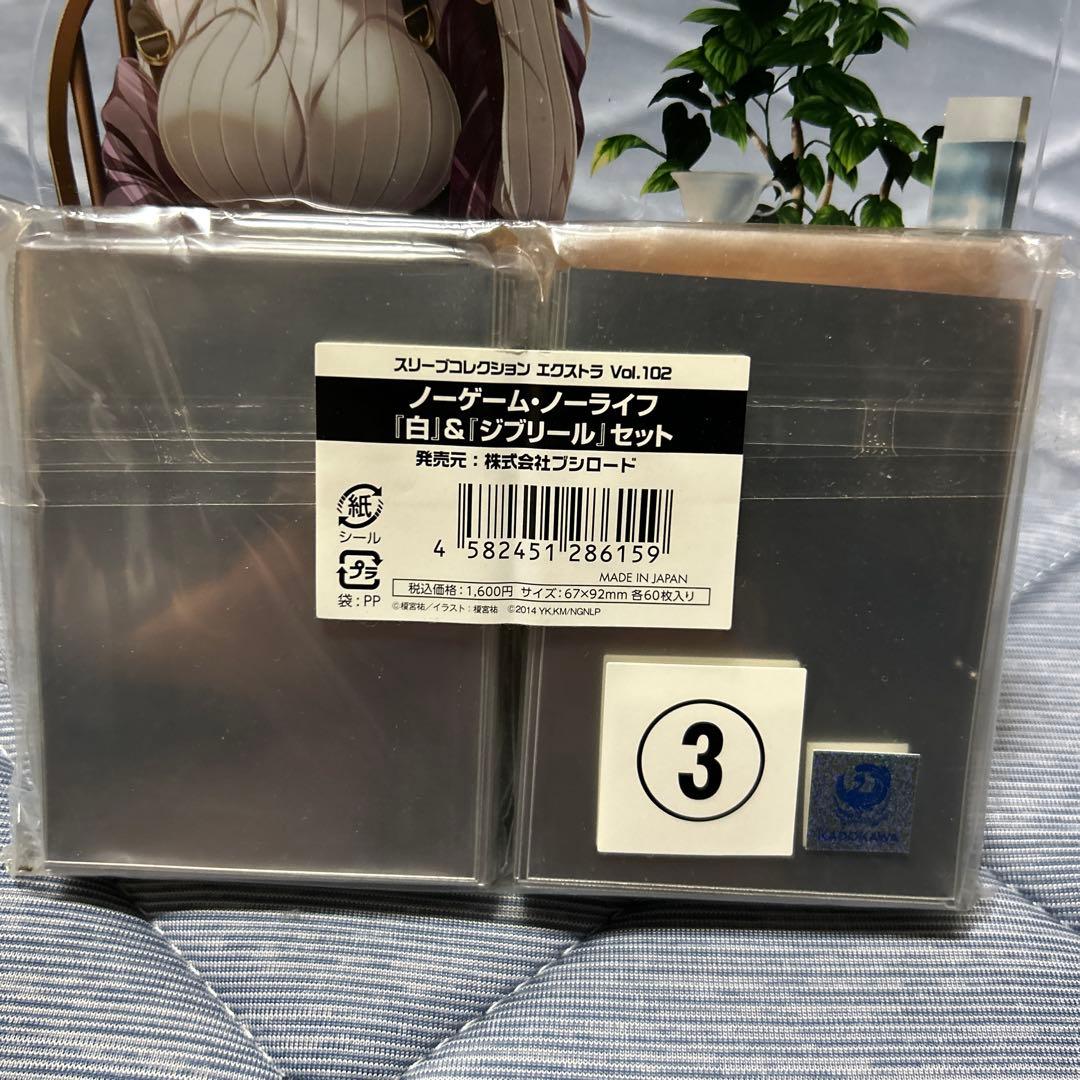 スリーブコレクション エクストラ Vol.102
ノーゲーム・ノーライフ
『白』&『ジブリール』セット
発売元：株式会社ブシロード
紙
シール
プラ
袋：PP
4 582451 286159
MADE IN JAPAN
税込価格：1,600円 サイズ：67×92mm 各60枚入り
©榎宮祐／イラスト：榎宮祐 ©2014 YK,KM/NGNLP
3
KADOKAWA